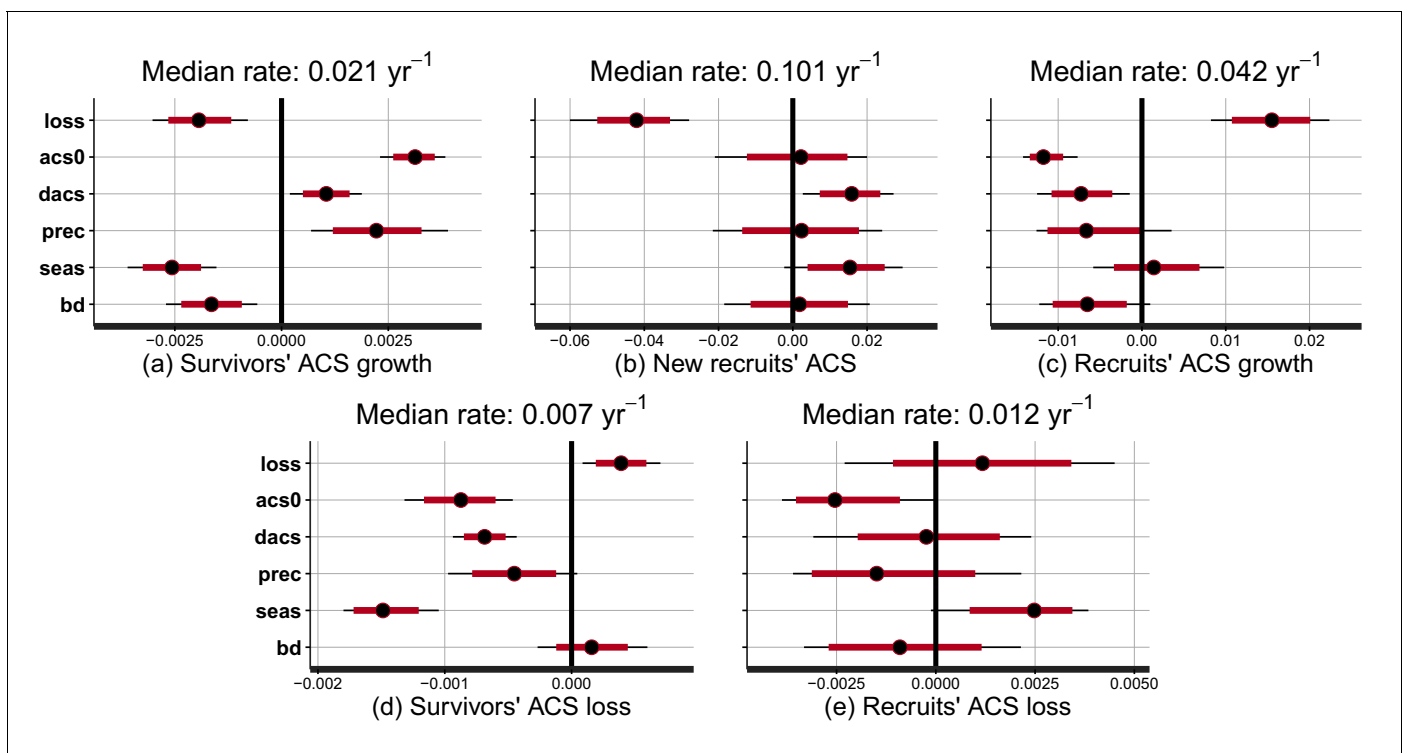 Median rate: 0.021 yr⁻¹ Median rate: 0.101 yr⁻¹ Median rate: 0.042 yr⁻¹
loss
acs0
dacs
prec
seas
bd
−0.0025 0.0000 0.0025 −0.06 −0.04 −0.02 0.00 0.02 −0.01 0.00 0.01 0.02
(a) Survivors' ACS growth (b) New recruits' ACS (c) Recruits' ACS growth
Median rate: 0.007 yr⁻¹ Median rate: 0.012 yr⁻¹
loss
acs0
dacs
prec
seas
bd
−0.002 −0.001 0.000 −0.0025 0.0000 0.0025 0.0050
(d) Survivors' ACS loss (e) Recruits' ACS loss